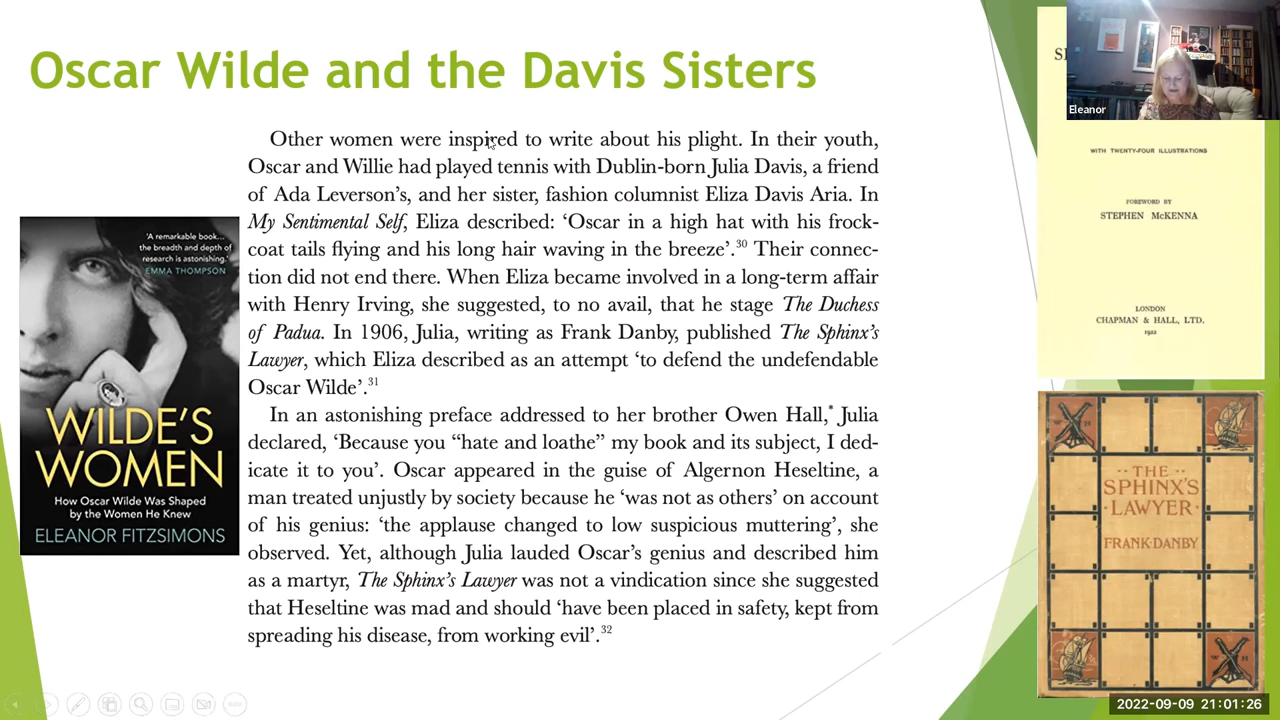 Oscar Wilde and the Davis Sisters
Other women were inspired to write about his plight. In their youth,
Oscar and Willie had played tennis with Dublin-born Julia Davis, a friend
of Ada Leverson’s, and her sister, fashion columnist Eliza Davis Aria. In
My Sentimental Self, Eliza described: ‘Oscar in a high hat with his frock-
coat tails flying and his long hair waving in the breeze’.30 Their connec-
tion did not end there. When Eliza became involved in a long-term affair
with Henry Irving, she suggested, to no avail, that he stage The Duchess
of Padua. In 1906, Julia, writing as Frank Danby, published The Sphinx’s
Lawyer, which Eliza described as an attempt ‘to defend the undefendable
Oscar Wilde’.31
In an astonishing preface addressed to her brother Owen Hall,* Julia
declared, ‘Because you “hate and loathe” my book and its subject, I ded-
icate it to you’. Oscar appeared in the guise of Algernon Heseltine, a
man treated unjustly by society because he ‘was not as others’ on account
of his genius: ‘the applause changed to low suspicious muttering’, she
observed. Yet, although Julia lauded Oscar’s genius and described him
as a martyr, The Sphinx’s Lawyer was not a vindication since she suggested
that Heseltine was mad and should ‘have been placed in safety, kept from
spreading his disease, from working evil’.32
‘A remarkable book...
the breadth and depth of
research is astonishing.’
EMMA THOMPSON
WILDE’S
WOMEN
How Oscar Wilde Was Shaped
by the Women He Knew
ELEANOR FITZSIMONS
Eleanor
WITH TWENTY-FOUR ILLUSTRATIONS
FOREWORD BY
STEPHEN McKENNA
LONDON
CHAPMAN & HALL, LTD.
1922
THE
SPHINX'S
LAWYER
FRANK·DANBY
W H
2022-09-09 21:01:26